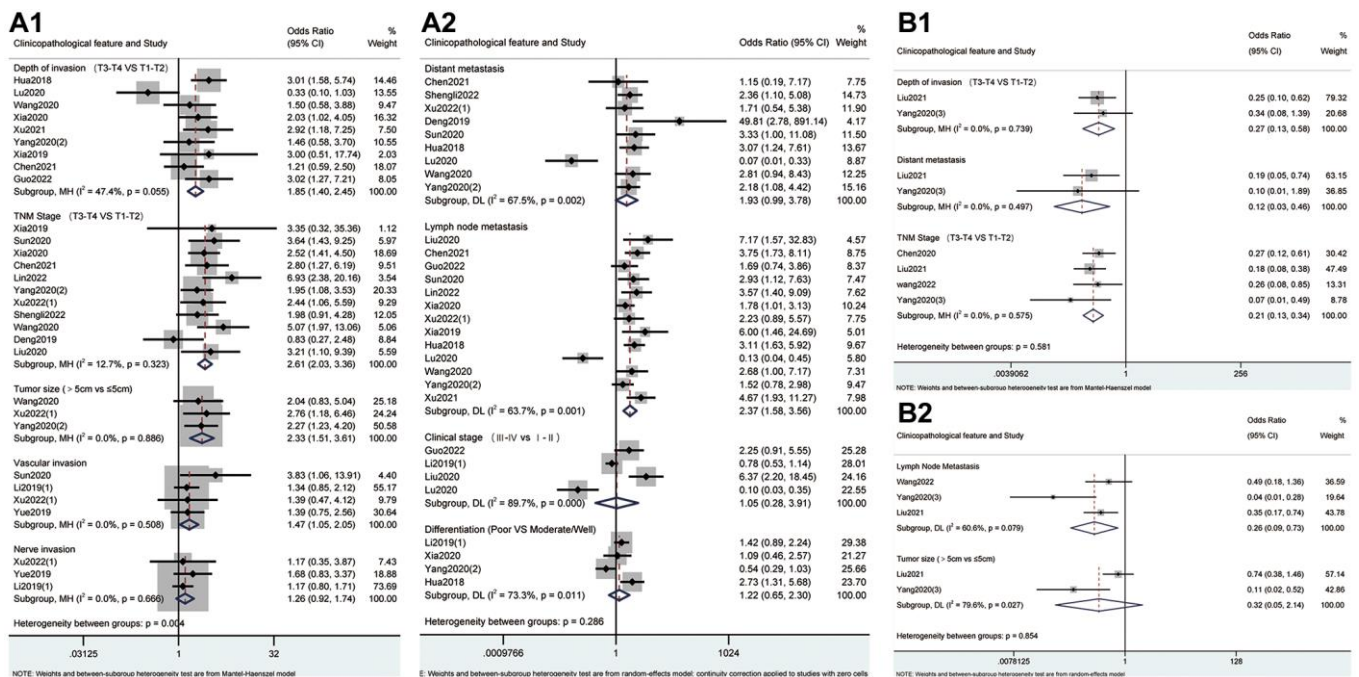 A1
Odds Ratio %
Clinicopathological feature and Study (95% CI) Weight
Depth of invasion (T3-T4 VS T1-T2)
Hua2018 3.01 (1.58, 5.74) 14.46
Lu2020 0.33 (0.10, 1.03) 13.55
Wang2020 1.50 (0.58, 3.88) 9.47
Xia2020 2.03 (1.02, 4.05) 16.32
Xu2021 2.92 (1.18, 7.25) 7.50
Yang2020(2) 1.46 (0.58, 3.70) 10.55
Xia2019 3.00 (0.51, 17.74) 2.03
Chen2021 1.21 (0.59, 2.50) 18.07
Guo2022 3.02 (1.27, 7.21) 8.05
Subgroup, MH (I² = 47.4%, p = 0.055) 1.85 (1.40, 2.45) 100.00
TNM Stage (T3-T4 VS T1-T2)
Xia2019 3.35 (0.32, 35.36) 1.12
Sun2020 3.64 (1.43, 9.25) 5.97
Xia2020 2.52 (1.41, 4.50) 18.69
Chen2021 2.80 (1.27, 6.19) 9.51
Lin2022 6.93 (2.38, 20.16) 3.54
Yang2020(2) 1.95 (1.08, 3.53) 20.33
Xu2022(1) 2.44 (1.06, 5.59) 9.29
Shengli2022 1.98 (0.91, 4.28) 12.05
Wang2020 5.07 (1.97, 13.06) 5.06
Deng2019 0.83 (0.27, 2.48) 8.84
Liu2020 3.21 (1.10, 9.39) 5.59
Subgroup, MH (I² = 12.7%, p = 0.323) 2.61 (2.03, 3.36) 100.00
Tumor size (> 5cm vs ≤5cm)
Wang2020 2.04 (0.83, 5.04) 25.18
Xu2022(1) 2.76 (1.18, 6.46) 24.24
Yang2020(2) 2.27 (1.23, 4.20) 50.58
Subgroup, MH (I² = 0.0%, p = 0.886) 2.33 (1.51, 3.61) 100.00
Vascular invasion
Sun2020 3.83 (1.06, 13.91) 4.40
Li2019(1) 1.34 (0.85, 2.12) 55.17
Xu2022(1) 1.39 (0.47, 4.12) 9.79
Yue2019 1.39 (0.75, 2.56) 30.64
Subgroup, MH (I² = 0.0%, p = 0.508) 1.47 (1.05, 2.05) 100.00
Nerve invasion
Xu2022(1) 1.17 (0.35, 3.87) 7.43
Yue2019 1.68 (0.83, 3.37) 18.88
Li2019(1) 1.17 (0.80, 1.71) 73.69
Subgroup, MH (I² = 0.0%, p = 0.666) 1.26 (0.92, 1.74) 100.00
Heterogeneity between groups: p = 0.004
.03125 1 32
NOTE: Weights and between-subgroup heterogeneity test are from Mantel-Haenszel model
A2
%
Clinicopathological feature and Study Odds Ratio (95% CI) Weight
Distant metastasis
Chen2021 1.15 (0.19, 7.17) 7.75
Shengli2022 2.36 (1.10, 5.08) 14.73
Xu2022(1) 1.71 (0.54, 5.38) 11.90
Deng2019 49.81 (2.78, 891.14) 4.17
Sun2020 3.33 (1.00, 11.08) 11.50
Hua2018 3.07 (1.24, 7.61) 13.67
Lu2020 0.07 (0.01, 0.33) 8.87
Wang2020 2.81 (0.94, 8.43) 12.25
Yang2020(2) 2.18 (1.08, 4.42) 15.16
Subgroup, DL (I² = 67.5%, p = 0.002) 1.93 (0.99, 3.78) 100.00
Lymph node metastasis
Liu2020 7.17 (1.57, 32.83) 4.57
Chen2021 3.75 (1.73, 8.11) 8.75
Guo2022 1.69 (0.74, 3.86) 8.37
Sun2020 2.93 (1.12, 7.63) 7.47
Lin2022 3.57 (1.40, 9.09) 7.62
Xia2020 1.78 (1.01, 3.13) 10.24
Xu2022(1) 2.23 (0.89, 5.57) 7.75
Xia2019 6.00 (1.46, 24.69) 5.01
Hua2018 3.11 (1.63, 5.92) 9.67
Lu2020 0.13 (0.04, 0.45) 5.80
Wang2020 2.68 (1.00, 7.17) 7.31
Yang2020(2) 1.52 (0.78, 2.98) 9.47
Xu2021 4.67 (1.93, 11.27) 7.98
Subgroup, DL (I² = 63.7%, p = 0.001) 2.37 (1.58, 3.56) 100.00
Clinical stage (III-IV vs I-II)
Guo2022 2.25 (0.91, 5.55) 25.28
Li2019(1) 0.78 (0.53, 1.14) 28.01
Liu2020 6.37 (2.20, 18.45) 24.16
Lu2020 0.10 (0.03, 0.35) 22.55
Subgroup, DL (I² = 89.7%, p = 0.000) 1.05 (0.28, 3.91) 100.00
Differentiation (Poor VS Moderate/Well)
Li2019(1) 1.42 (0.89, 2.24) 29.38
Xia2020 1.09 (0.46, 2.57) 21.27
Yang2020(2) 0.54 (0.29, 1.03) 25.66
Hua2018 2.73 (1.31, 5.68) 23.70
Subgroup, DL (I² = 73.3%, p = 0.011) 1.22 (0.65, 2.30) 100.00
Heterogeneity between groups: p = 0.286
.0009766 1 1024
E: Weights and between-subgroup heterogeneity test are from random-effects model; continuity correction applied to studies with zero cells
B1
Odds Ratio %
Clinicopathological feature and Study (95% CI) Weight
Depth of invasion (T3-T4 VS T1-T2)
Liu2021 0.25 (0.10, 0.62) 79.32
Yang2020(3) 0.34 (0.08, 1.39) 20.68
Subgroup, MH (I² = 0.0%, p = 0.739) 0.27 (0.13, 0.58) 100.00
Distant metastasis
Liu2021 0.19 (0.05, 0.74) 63.15
Yang2020(3) 0.10 (0.01, 1.89) 36.85
Subgroup, MH (I² = 0.0%, p = 0.497) 0.12 (0.03, 0.46) 100.00
TNM Stage (T3-T4 VS T1-T2)
Chen2020 0.27 (0.12, 0.61) 30.42
Liu2021 0.18 (0.08, 0.38) 47.49
wang2022 0.26 (0.08, 0.85) 13.31
Yang2020(3) 0.07 (0.01, 0.49) 8.78
Subgroup, MH (I² = 0.0%, p = 0.575) 0.21 (0.13, 0.34) 100.00
Heterogeneity between groups: p = 0.581
.0039062 1 256
NOTE: Weights and between-subgroup heterogeneity test are from Mantel-Haenszel model
B2
Odds Ratio %
Clinicopathological feature and Study (95% CI) Weight
Lymph Node Metastasis
Wang2022 0.49 (0.18, 1.36) 36.59
Yang2020(3) 0.04 (0.01, 0.28) 19.64
Liu2021 0.35 (0.17, 0.74) 43.78
Subgroup, DL (I² = 60.6%, p = 0.079) 0.26 (0.09, 0.73) 100.00
Tumor size (> 5cm vs ≤5cm)
Liu2021 0.74 (0.38, 1.46) 57.14
Yang2020(3) 0.11 (0.02, 0.52) 42.86
Subgroup, DL (I² = 79.6%, p = 0.027) 0.32 (0.05, 2.14) 100.00
Heterogeneity between groups: p = 0.854
.0078125 1 128
NOTE: Weights and between-subgroup heterogeneity test are from random-effects model